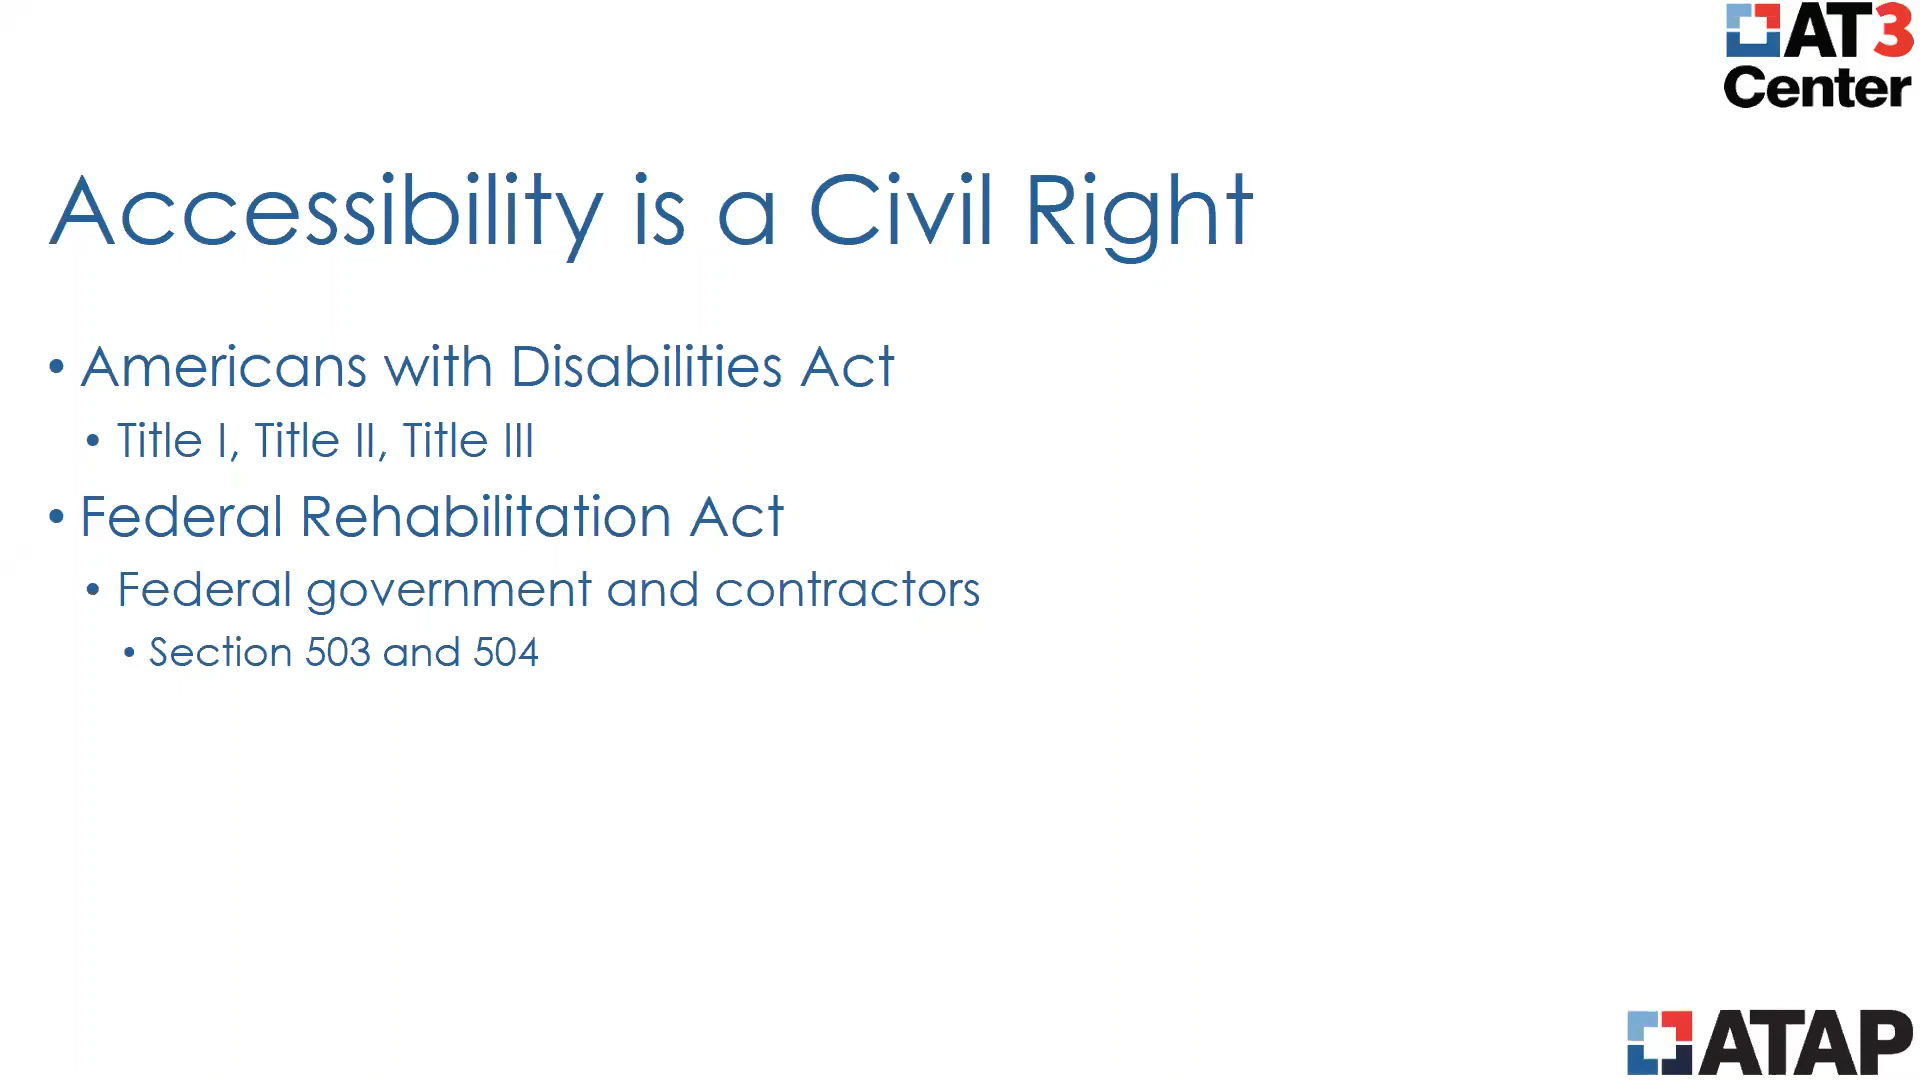 AT3
Center
Accessibility is a Civil Right
• Americans with Disabilities Act
• Title I, Title II, Title III
• Federal Rehabilitation Act
• Federal government and contractors
• Section 503 and 504
ATAP